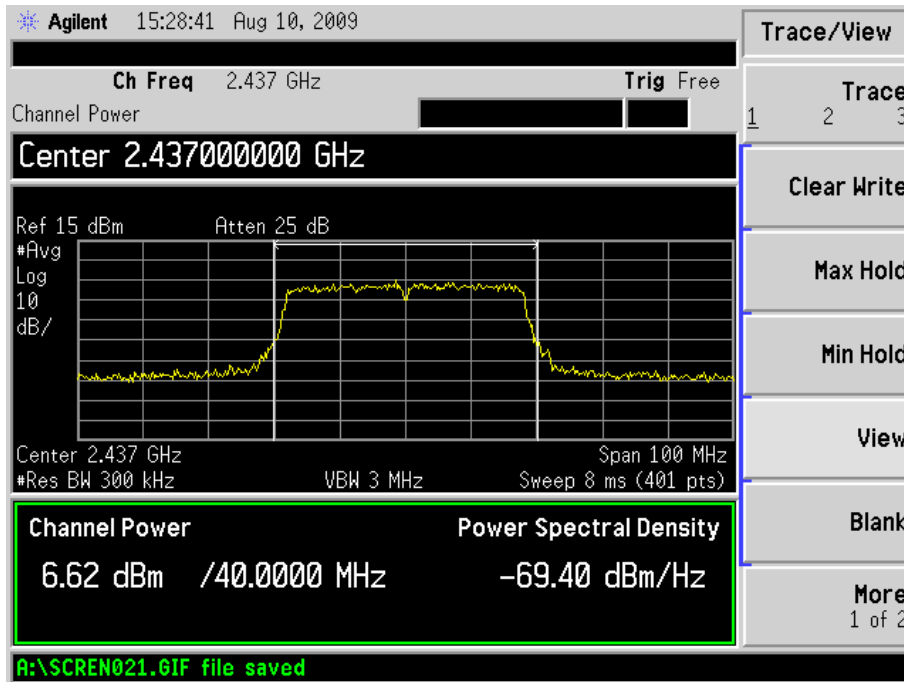 Agilent 15:28:41 Aug 10, 2009
Trace/View
Ch Freq 2.437 GHz Trig Free
Channel Power
Trace
1 2 3
Center 2.437000000 GHz
Clear Write
Ref 15 dBm Atten 25 dB
#Avg
Log
10
dB/
Max Hold
Min Hold
Center 2.437 GHz Span 100 MHz
#Res BW 300 kHz VBW 3 MHz Sweep 8 ms (401 pts)
View
Channel Power Power Spectral Density
6.62 dBm /40.0000 MHz -69.40 dBm/Hz
Blank
More
1 of 2
A:\SCREN021.GIF file saved